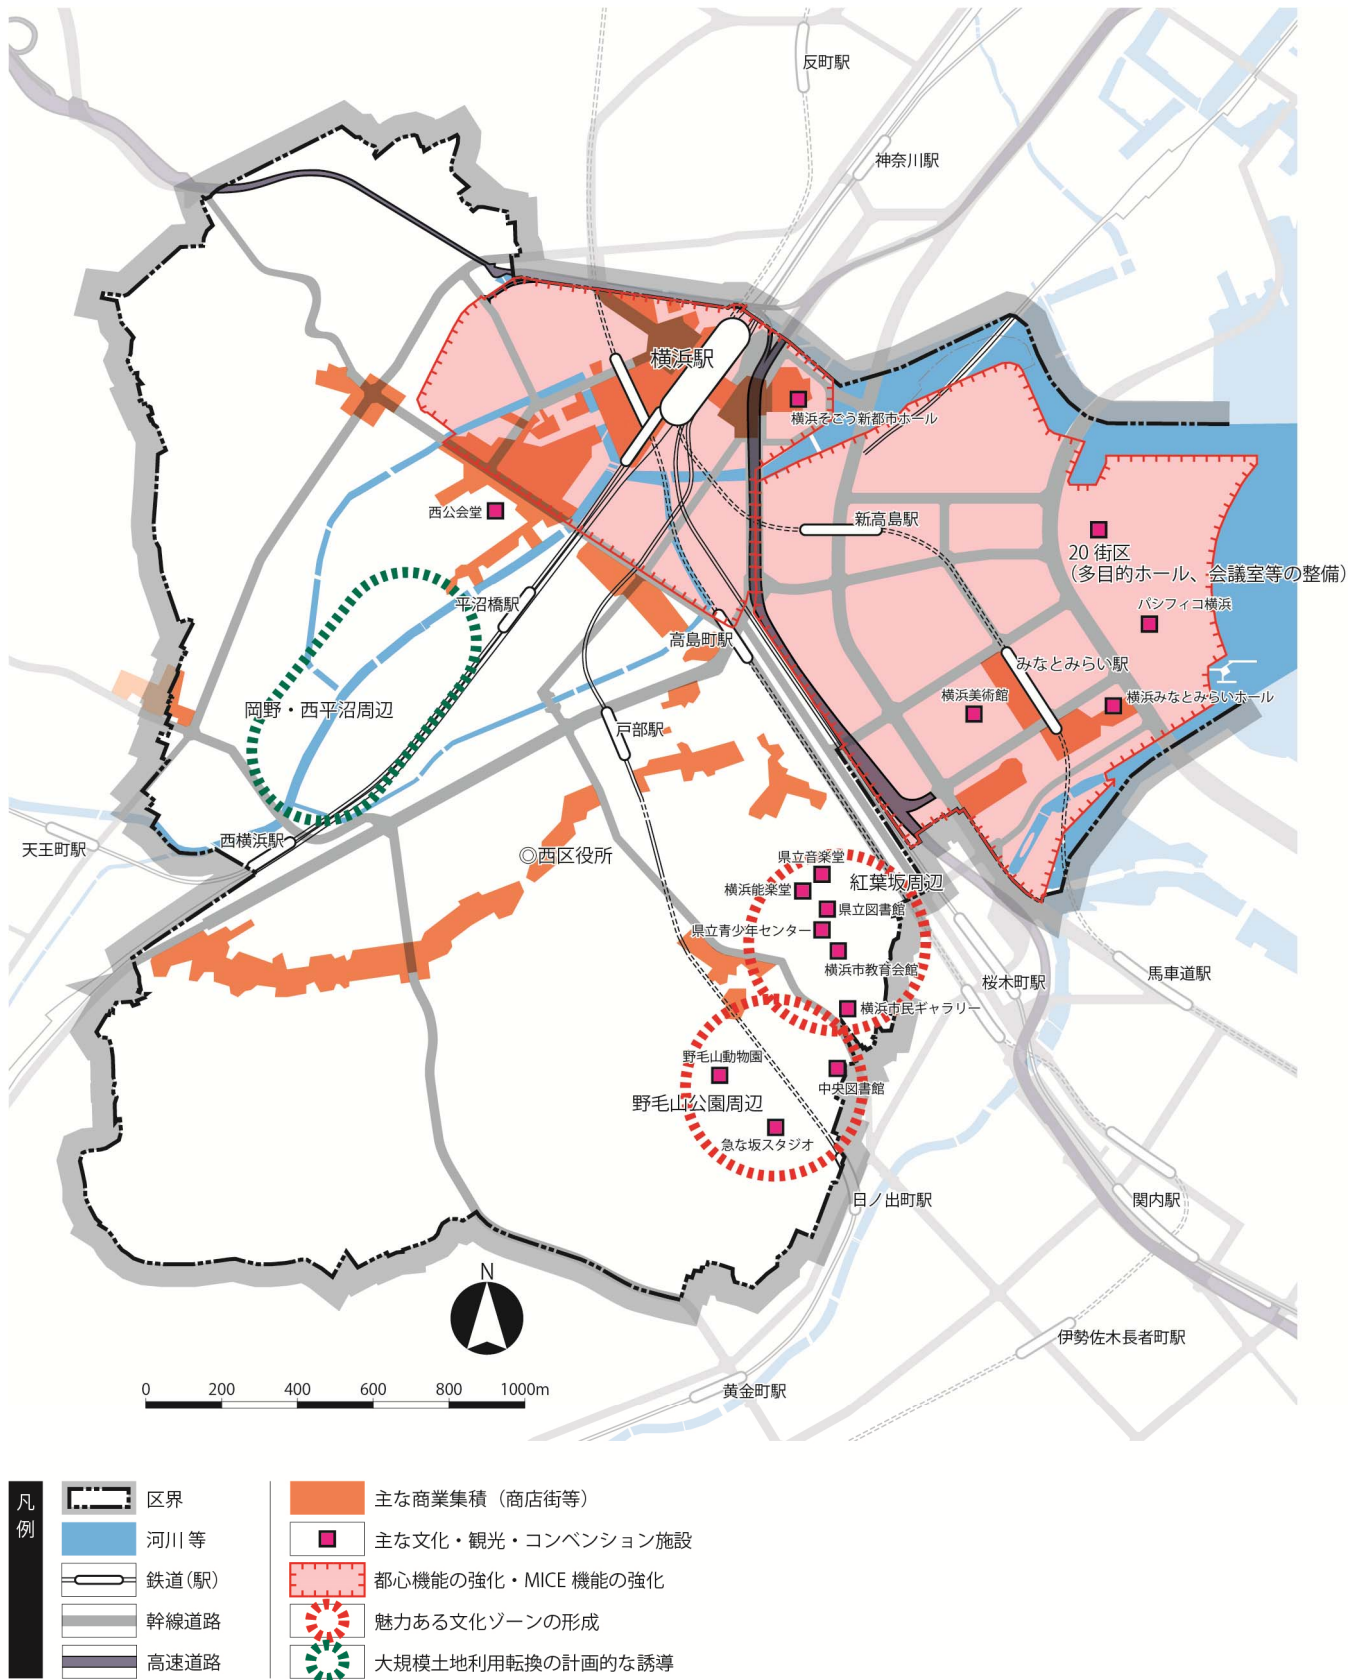 反町駅
神奈川駅
横浜駅
横浜そごう新都市ホール
西公会堂
新高島駅
20 街区
（多目的ホール、会議室等の整備）
パシフィコ横浜
平沼橋駅
高島町駅
みなとみらい駅
横浜美術館
横浜みなとみらいホール
岡野・西平沼周辺
戸部駅
西横浜駅
天王町駅
◎西区役所
県立音楽堂
紅葉坂周辺
横浜能楽堂
県立図書館
県立青少年センター
横浜市教育会館
桜木町駅
馬車道駅
横浜市民ギャラリー
野毛山動物園
中央図書館
野毛山公園周辺
急な坂スタジオ
日ノ出町駅
関内駅
伊勢佐木長者町駅
黄金町駅
N
0 200 400 600 800 1000m
凡例
区界
河川等
鉄道(駅)
幹線道路
高速道路
主な商業集積（商店街等）
主な文化・観光・コンベンション施設
都心機能の強化・MICE 機能の強化
魅力ある文化ゾーンの形成
大規模土地利用転換の計画的な誘導